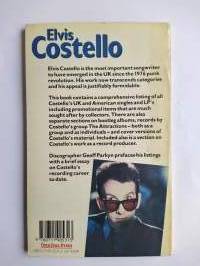 Elvis
Costello
Elvis Costello is the most important songwriter
to have emerged in the UK since the 1976 punk
revolution. His work now transcends categories
and his appeal is justifiably formidable.
This book contains a comprehensive listing of all
Costello's UK and American singles and LP's
including promotional items that are much
sought after by collectors. There are also
separate sections on bootleg albums, records by
Costello's group The Attractions – both as a
group and as individuals – and cover versions of
Costello's material. Included also is a section on
Costello's work as a record producer.
Discographer Geoff Parkyn prefaces his listings
with a brief essay on
Costello's recording
career to date.
Omnibus Press